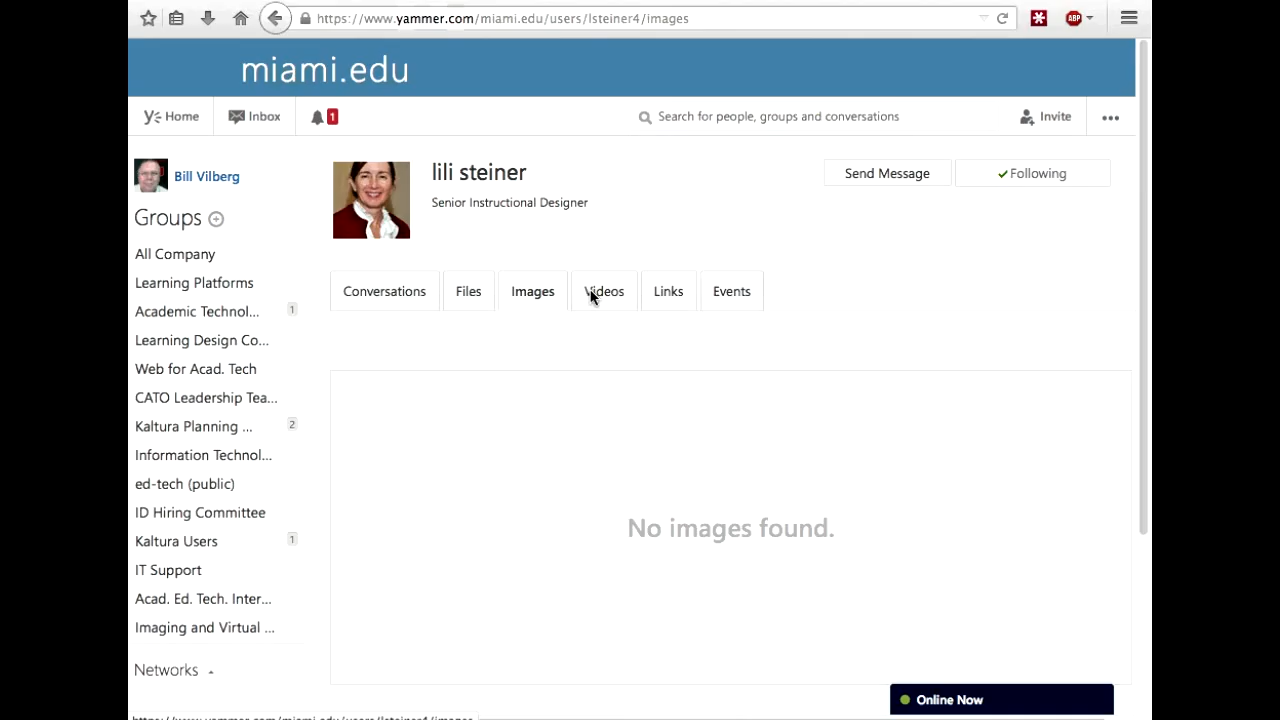 https://www.yammer.com/miami.edu/users/lsteiner4/images
ABP
miami.edu
Home
Inbox
1
Search for people, groups and conversations
Invite
Bill Vilberg
lili steiner
Senior Instructional Designer
Send Message
Following
Groups
Conversations
Files
Images
Videos
Links
Events
All Company
Learning Platforms
Academic Technol... 1
Learning Design Co...
Web for Acad. Tech
CATO Leadership Tea...
Kaltura Planning ... 2
Information Technol...
ed-tech (public)
ID Hiring Committee
Kaltura Users 1
IT Support
Acad. Ed. Tech. Inter...
Imaging and Virtual ...
Networks
No images found.
Online Now